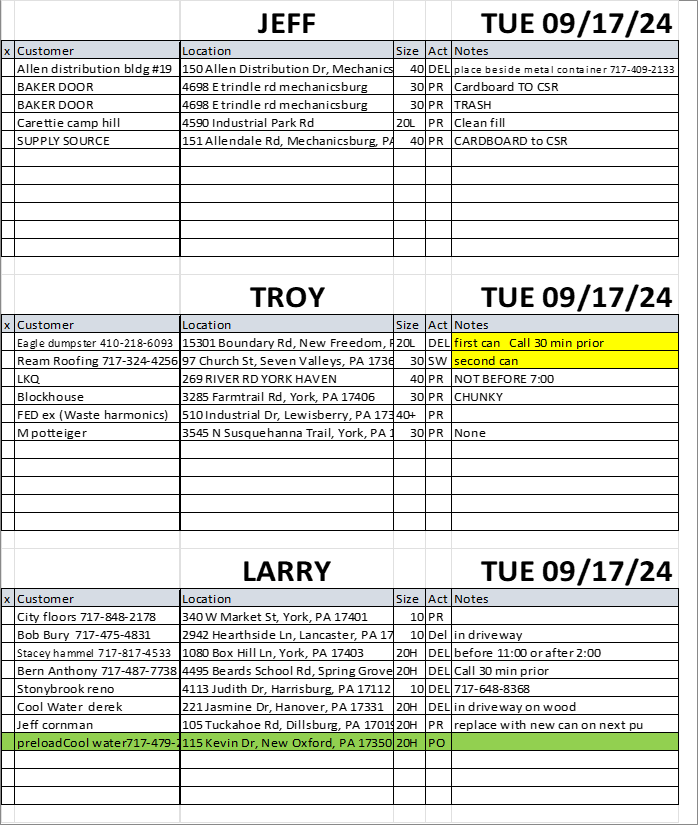 JEFF TUE 09/17/24
x Customer Location Size Act Notes
Allen distribution bldg #19 150 Allen Distribution Dr, Mechanics 40 DEL place beside metal container 717-409-2133
BAKER DOOR 4698 E trindle rd mechanicsburg 30 PR Cardboard TO CSR
BAKER DOOR 4698 E trindle rd mechanicsburg 30 PR TRASH
Carettie camp hill 4590 Industrial Park Rd 20L PR Clean fill
SUPPLY SOURCE 151 Allendale Rd, Mechanicsburg, PA 40 PR CARDBOARD to CSR
TROY TUE 09/17/24
x Customer Location Size Act Notes
Eagle dumpster 410-218-6093 15301 Boundary Rd, New Freedom, P 20L DEL first can Call 30 min prior
Ream Roofing 717-324-4256 97 Church St, Seven Valleys, PA 1736 30 SW second can
LKQ 269 RIVER RD YORK HAVEN 40 PR NOT BEFORE 7:00
Blockhouse 3285 Farmtrail Rd, York, PA 17406 30 PR CHUNKY
FED ex (Waste harmonics) 510 Industrial Dr, Lewisberry, PA 173 40+ PR
M potteiger 3545 N Susquehanna Trail, York, PA 1 30 PR None
LARRY TUE 09/17/24
x Customer Location Size Act Notes
City floors 717-848-2178 340 W Market St, York, PA 17401 10 PR
Bob Bury 717-475-4831 2942 Hearthside Ln, Lancaster, PA 17 10 Del in driveway
Stacey hammel 717-817-4533 1080 Box Hill Ln, York, PA 17403 20H DEL before 11:00 or after 2:00
Bern Anthony 717-487-7738 4495 Beards School Rd, Spring Grove 20H DEL Call 30 min prior
Stonybrook reno 4113 Judith Dr, Harrisburg, PA 17112 10 DEL 717-648-8368
Cool Water derek 221 Jasmine Dr, Hanover, PA 17331 20H DEL in driveway on wood
Jeff cornman 105 Tuckahoe Rd, Dillsburg, PA 17019 20H PR replace with new can on next pu
preloadCool water717-479-2 115 Kevin Dr, New Oxford, PA 17350 20H PO